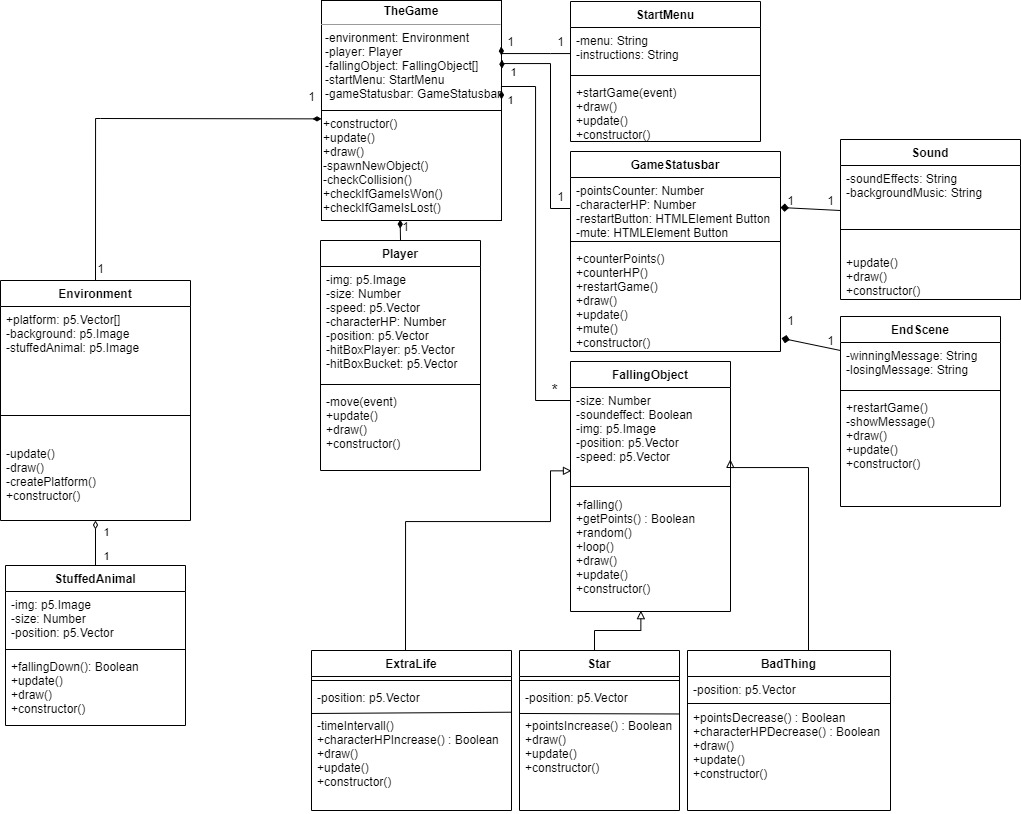 TheGame
-environment: Environment
-player: Player
-fallingObject: FallingObject[]
-startMenu: StartMenu
-gameStatusbar: GameStatusbar
+constructor()
+update()
+draw()
-spawnNewObject()
-checkCollision()
+checkIfGameIsWon()
+checkIfGameIsLost()
1
1
1
1
1
1
StartMenu
-menu: String
-instructions: String
+startGame(event)
+draw()
+update()
+constructor()
1
GameStatusbar
-pointsCounter: Number
-characterHP: Number
-restartButton: HTMLElement Button
-mute: HTMLElement Button
+counterPoints()
+counterHP()
+restartGame()
+draw()
+update()
+mute()
+constructor()
1
1
Sound
-soundEffects: String
-backgroundMusic: String
+update()
+draw()
+constructor()
1
1
EndScene
-winningMessage: String
-losingMessage: String
+restartGame()
-showMessage()
+draw()
+update()
+constructor()
1
Environment
+platform: p5.Vector[]
-background: p5.Image
-stuffedAnimal: p5.Image
-update()
-draw()
-createPlatform()
+constructor()
1
1
StuffedAnimal
-img: p5.Image
-size: Number
-position: p5.Vector
+fallingDown(): Boolean
+update()
+draw()
+constructor()
Player
-img: p5.Image
-size: Number
-speed: p5.Vector
-characterHP: Number
-position: p5.Vector
-hitBoxPlayer: p5.Vector
-hitBoxBucket: p5.Vector
-move(event)
+update()
+draw()
+constructor()
*
FallingObject
-size: Number
-soundeffect: Boolean
-img: p5.Image
-position: p5.Vector
-speed: p5.Vector
+falling()
+getPoints() : Boolean
+random()
+loop()
+draw()
+update()
+constructor()
ExtraLife
-position: p5.Vector
-timeIntervall()
+characterHPIncrease() : Boolean
+draw()
+update()
+constructor()
Star
-position: p5.Vector
+pointsIncrease() : Boolean
+draw()
+update()
+constructor()
BadThing
-position: p5.Vector
+pointsDecrease() : Boolean
+characterHPDecrease() : Boolean
+draw()
+update()
+constructor()